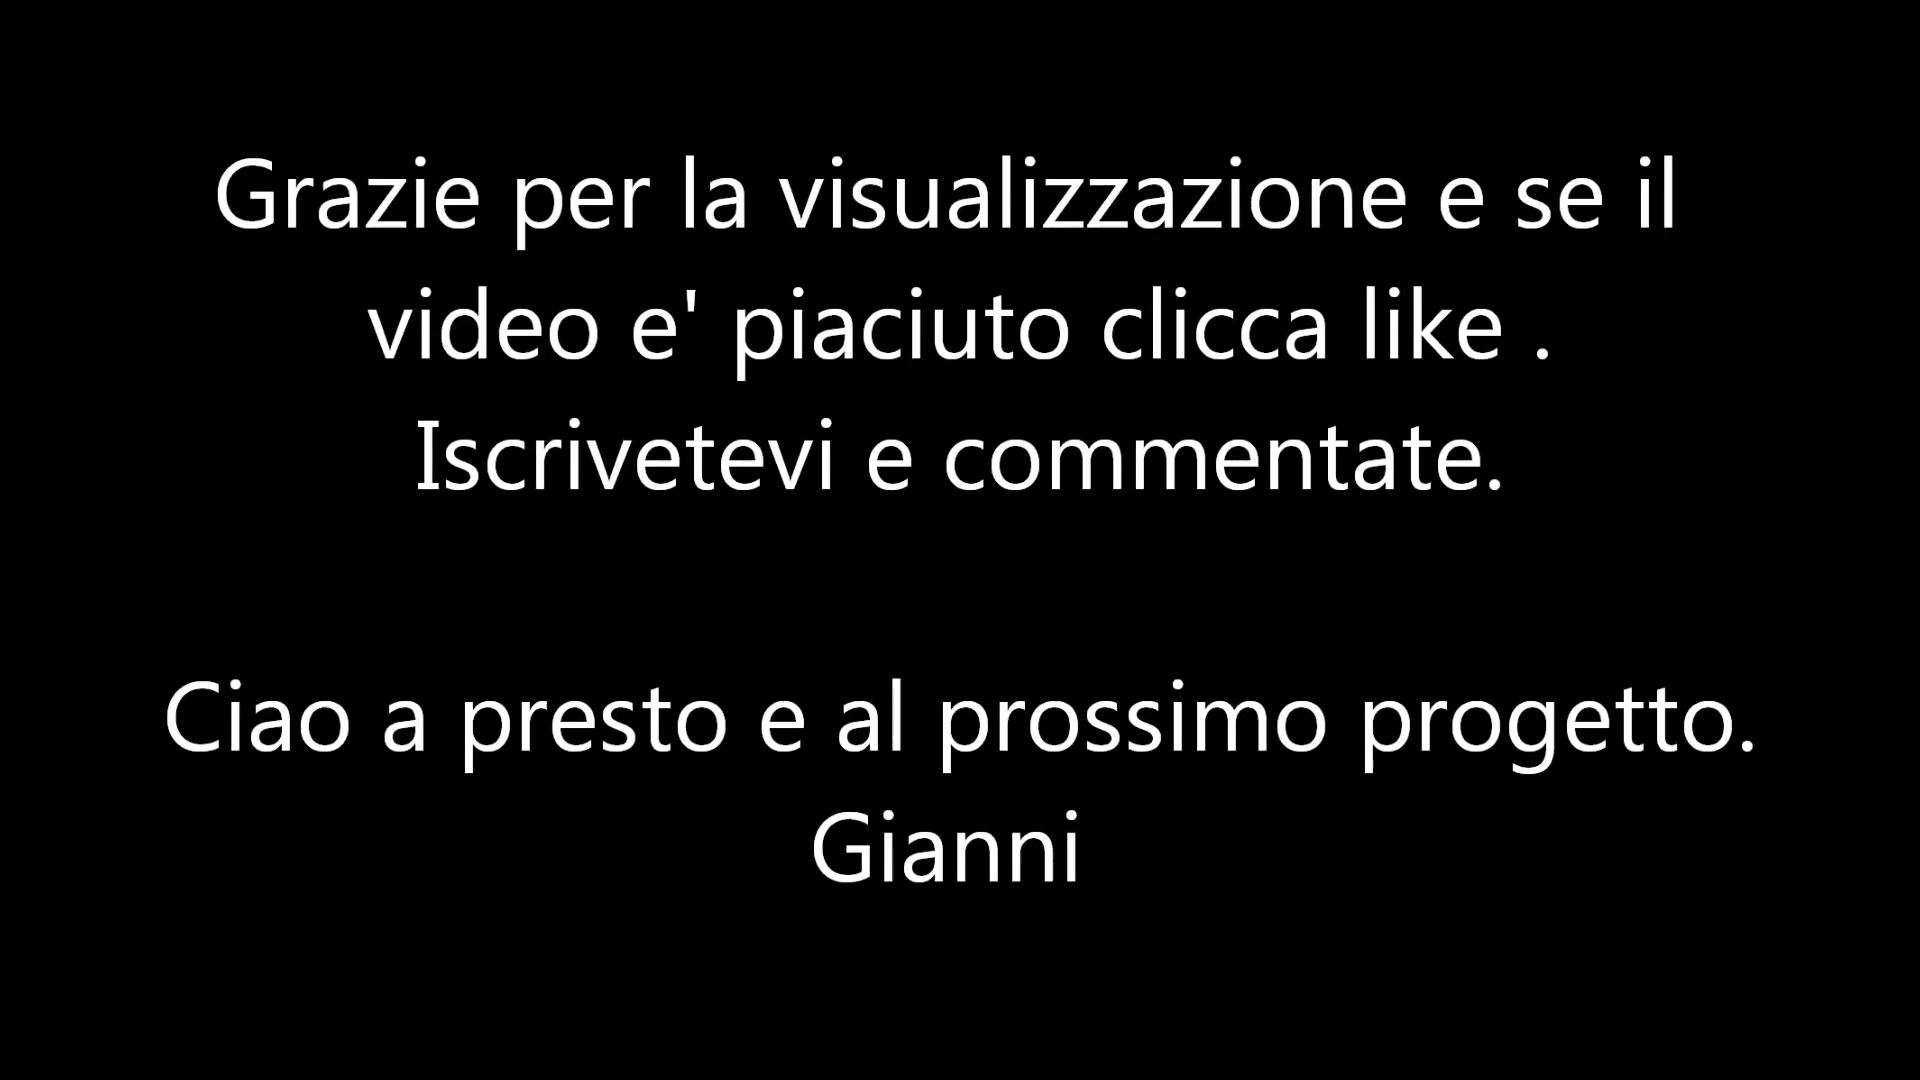 Grazie per la visualizzazione e se il
video e' piaciuto clicca like .
Iscrivetevi e commentate.
Ciao a presto e al prossimo progetto.
Gianni